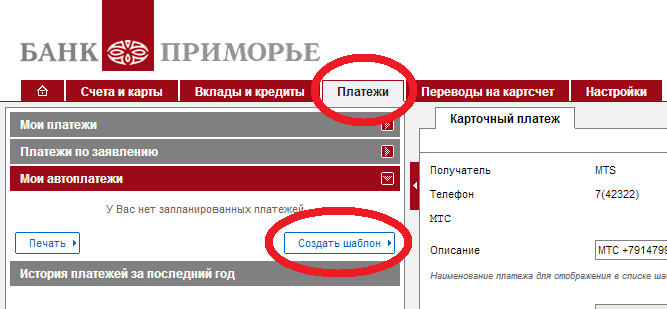 БАНК ПРИМОРЬЕ
Счета и карты
Вклады и кредиты
Платежи
Переводы на картсчет
Настройки
Мои платежи
Платежи по заявлению
Мои автоплатежи
У Вас нет запланированных платежей
Печать
Создать шаблон
История платежей за последний год
Карточный платеж
Получатель MTS
Телефон 7(42322)
МТС
Описание МТС +7914799
Наименование платежа для отображения в списке ша